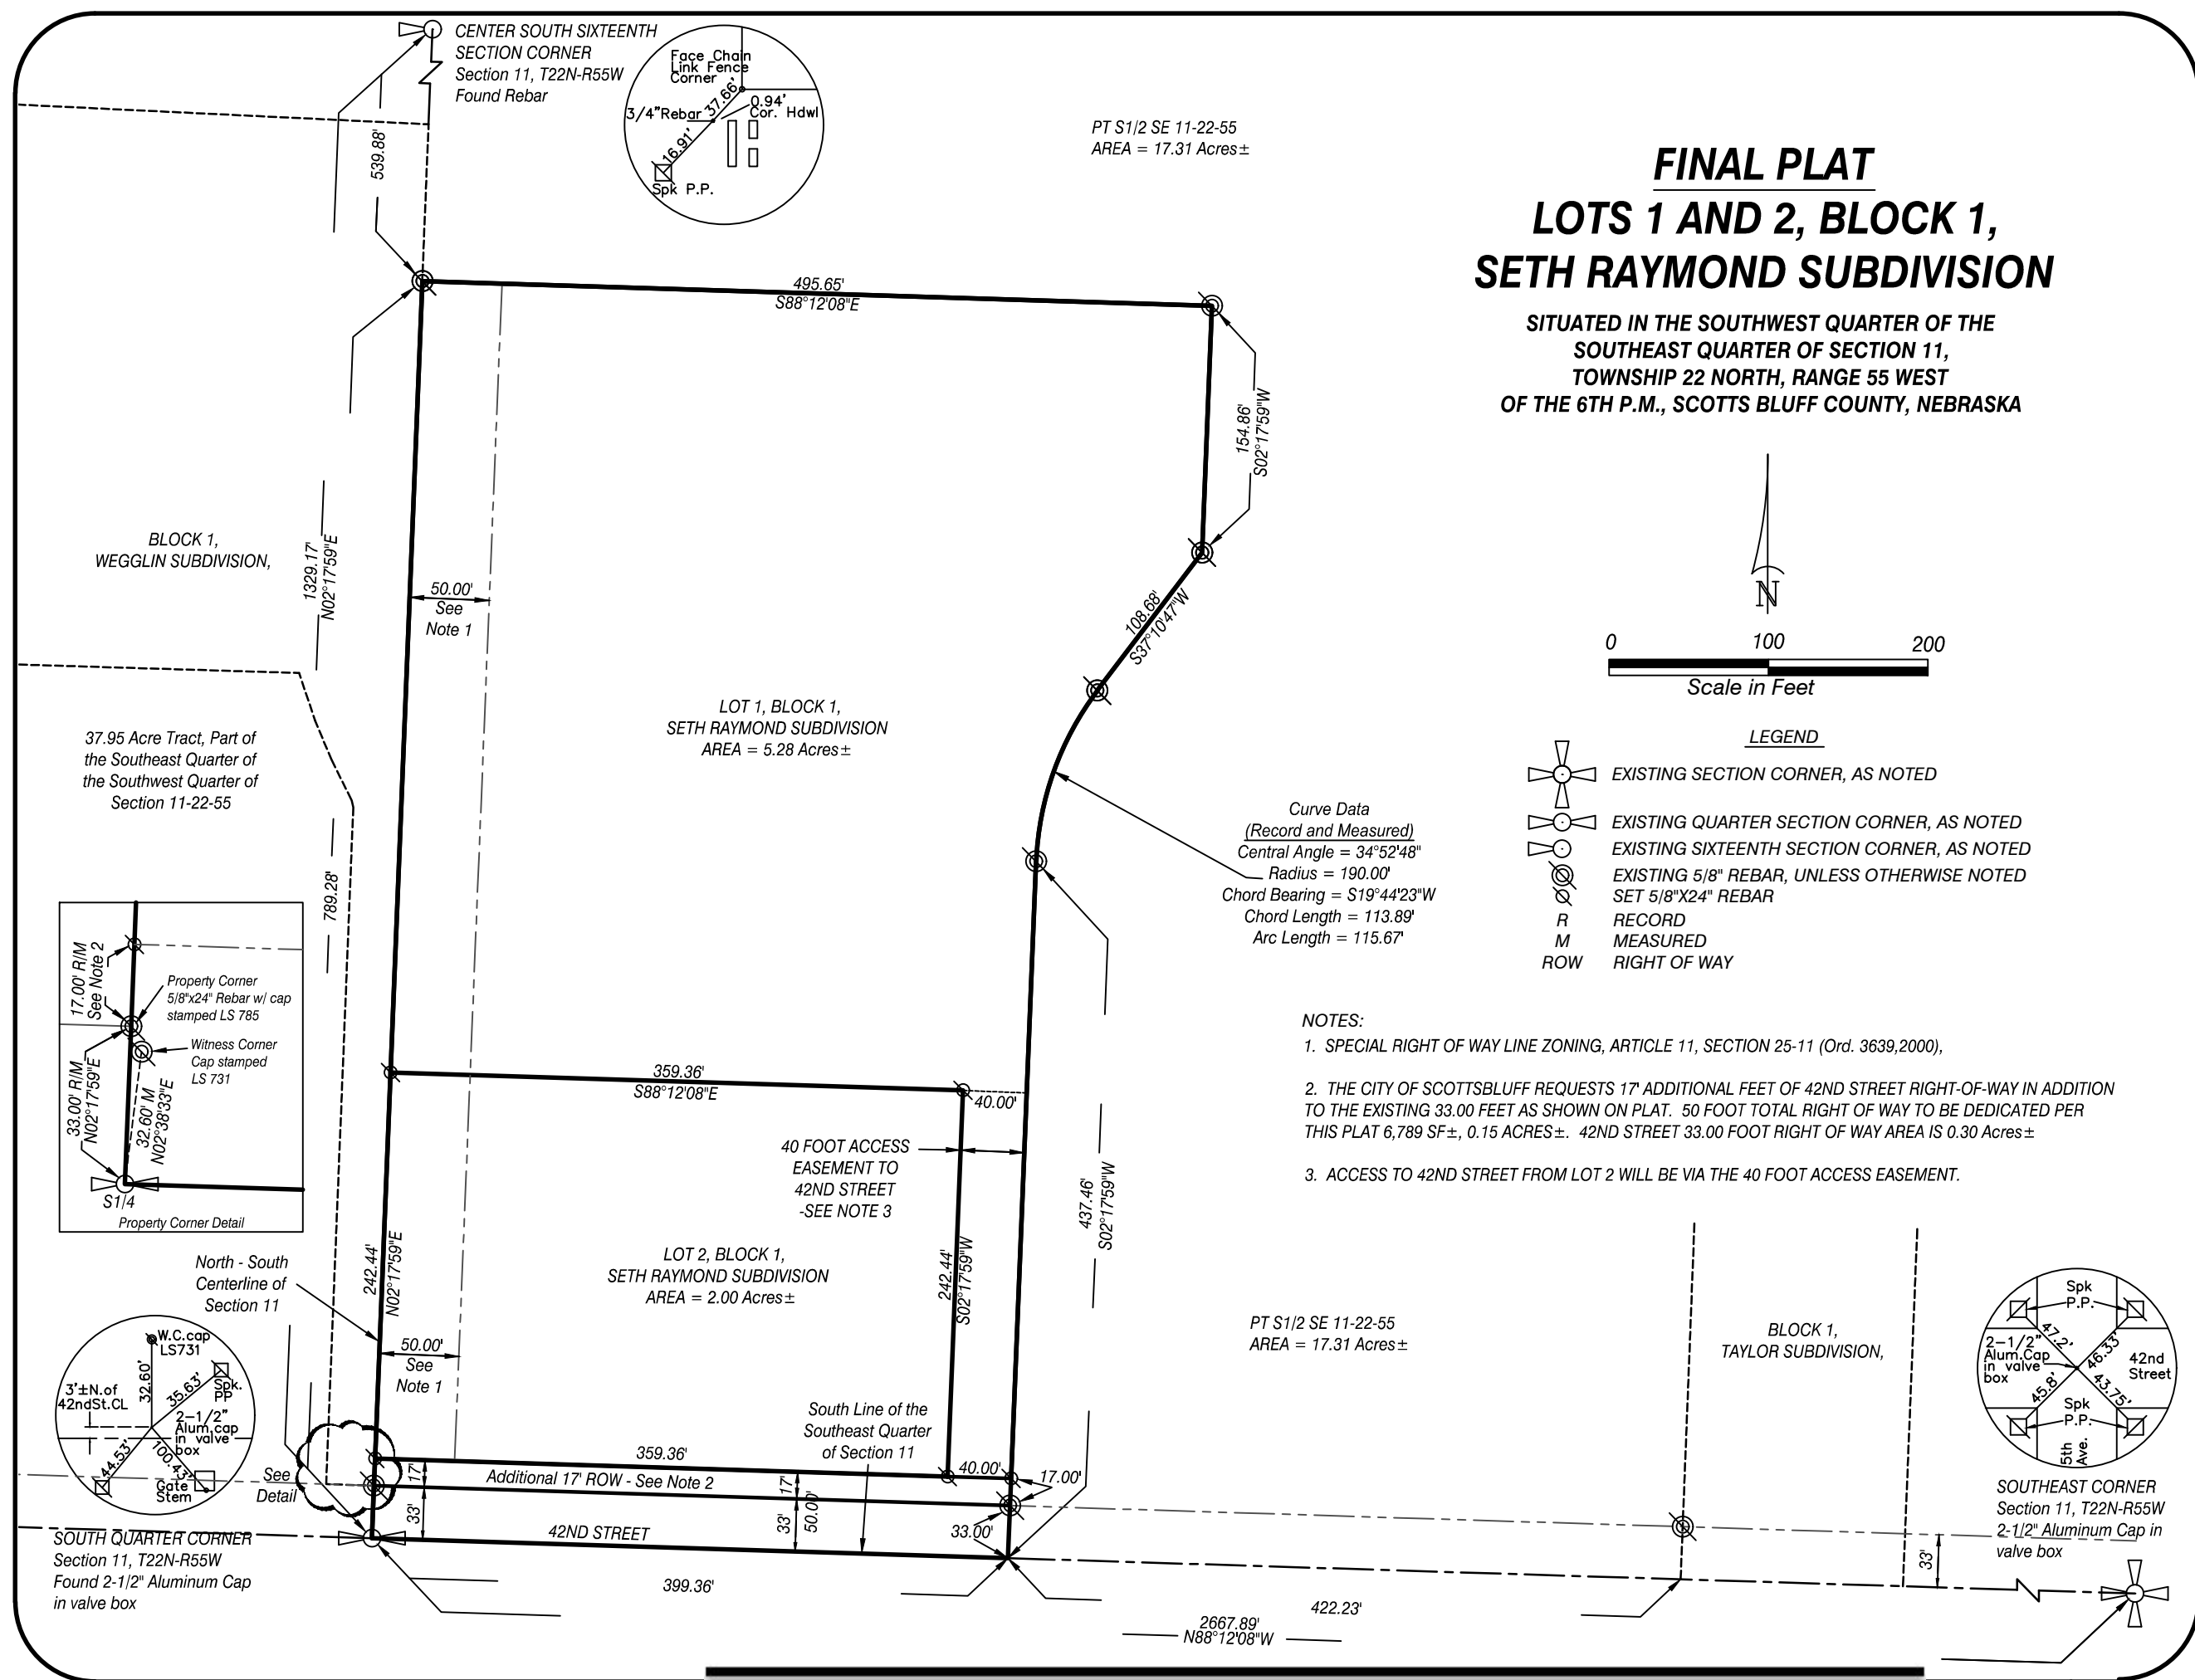 CENTER SOUTH SIXTEENTH
SECTION CORNER
Section 11, T22N-R55W
Found Rebar
Face Chain
Link Fence
Corner
37.66'
0.94'
Cor. Hdwl
3/4"Rebar
16.91'
Spk P.P.
539.88'
PT S1/2 SE 11-22-55
AREA = 17.31 Acres±
FINAL PLAT
LOTS 1 AND 2, BLOCK 1,
SETH RAYMOND SUBDIVISION
SITUATED IN THE SOUTHWEST QUARTER OF THE
SOUTHEAST QUARTER OF SECTION 11,
TOWNSHIP 22 NORTH, RANGE 55 WEST
OF THE 6TH P.M., SCOTTS BLUFF COUNTY, NEBRASKA
495.65'
S88°12'08"E
154.86'
S02°17'59"W
108.68'
S37°10'47"W
BLOCK 1,
WEGGLIN SUBDIVISION,
1329.17'
N02°17'59"E
50.00'
See
Note 1
N
0 100 200
Scale in Feet
LOT 1, BLOCK 1,
SETH RAYMOND SUBDIVISION
AREA = 5.28 Acres±
37.95 Acre Tract, Part of
the Southeast Quarter of
the Southwest Quarter of
Section 11-22-55
789.28'
Curve Data
(Record and Measured)
Central Angle = 34°52'48"
Radius = 190.00'
Chord Bearing = S19°44'23"W
Chord Length = 113.89'
Arc Length = 115.67'
LEGEND
EXISTING SECTION CORNER, AS NOTED
EXISTING QUARTER SECTION CORNER, AS NOTED
EXISTING SIXTEENTH SECTION CORNER, AS NOTED
EXISTING 5/8" REBAR, UNLESS OTHERWISE NOTED
SET 5/8"X24" REBAR
R RECORD
M MEASURED
ROW RIGHT OF WAY
NOTES:
1. SPECIAL RIGHT OF WAY LINE ZONING, ARTICLE 11, SECTION 25-11 (Ord. 3639,2000),
2. THE CITY OF SCOTTSBLUFF REQUESTS 17' ADDITIONAL FEET OF 42ND STREET RIGHT-OF-WAY IN ADDITION
TO THE EXISTING 33.00 FEET AS SHOWN ON PLAT. 50 FOOT TOTAL RIGHT OF WAY TO BE DEDICATED PER
THIS PLAT 6,789 SF±, 0.15 ACRES±. 42ND STREET 33.00 FOOT RIGHT OF WAY AREA IS 0.30 Acres±
3. ACCESS TO 42ND STREET FROM LOT 2 WILL BE VIA THE 40 FOOT ACCESS EASEMENT.
17.00' R/M
See Note 2
Property Corner
5/8"x24" Rebar w/ cap
stamped LS 785
Witness Corner
Cap stamped
LS 731
33.00' R/M
N02°17'59"E
32.60' M
N02°38'33"E
S1/4
Property Corner Detail
359.36'
S88°12'08"E
40.00'
40 FOOT ACCESS
EASEMENT TO
42ND STREET
-SEE NOTE 3
437.46'
S02°17'59"W
North - South
Centerline of
Section 11
242.44'
N02°17'59"E
LOT 2, BLOCK 1,
SETH RAYMOND SUBDIVISION
AREA = 2.00 Acres±
242.44'
S02°17'59"W
50.00'
See
Note 1
PT S1/2 SE 11-22-55
AREA = 17.31 Acres±
BLOCK 1,
TAYLOR SUBDIVISION,
Spk
P.P.
47.2'
46.33'
2-1/2"
Alum.Cap
in valve
box
42nd
Street
45.8'
43.75'
Spk
P.P.
5th
Ave.
SOUTHEAST CORNER
Section 11, T22N-R55W
2-1/2" Aluminum Cap in
valve box
W.C.cap
LS731
32.60'
35.63'
Spk.
PP
3'±N.of
42ndSt.CL
2-1/2"
Alum.cap
in valve
box
44.53'
100.43'
Gate
Stem
See
Detail
SOUTH QUARTER CORNER
Section 11, T22N-R55W
Found 2-1/2" Aluminum Cap
in valve box
South Line of the
Southeast Quarter
of Section 11
359.36'
40.00'
17.00'
17'
Additional 17' ROW - See Note 2
17'
33'
42ND STREET
33'
50.00'
33.00'
399.36'
422.23'
2667.89'
N88°12'08"W
33'